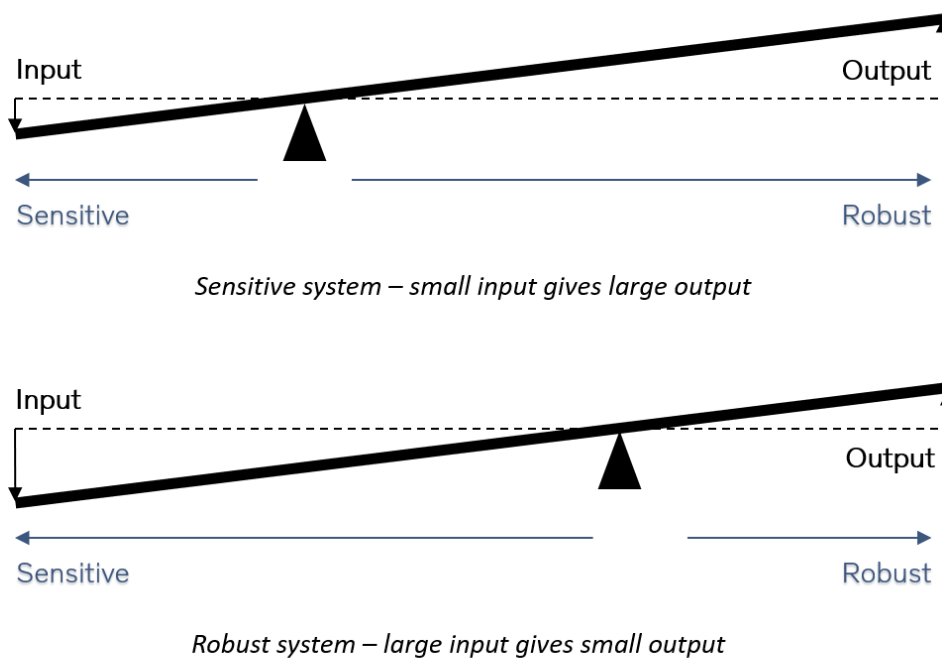 Input
Output
Sensitive
Robust
Sensitive system – small input gives large output
Input
Output
Sensitive
Robust
Robust system – large input gives small output